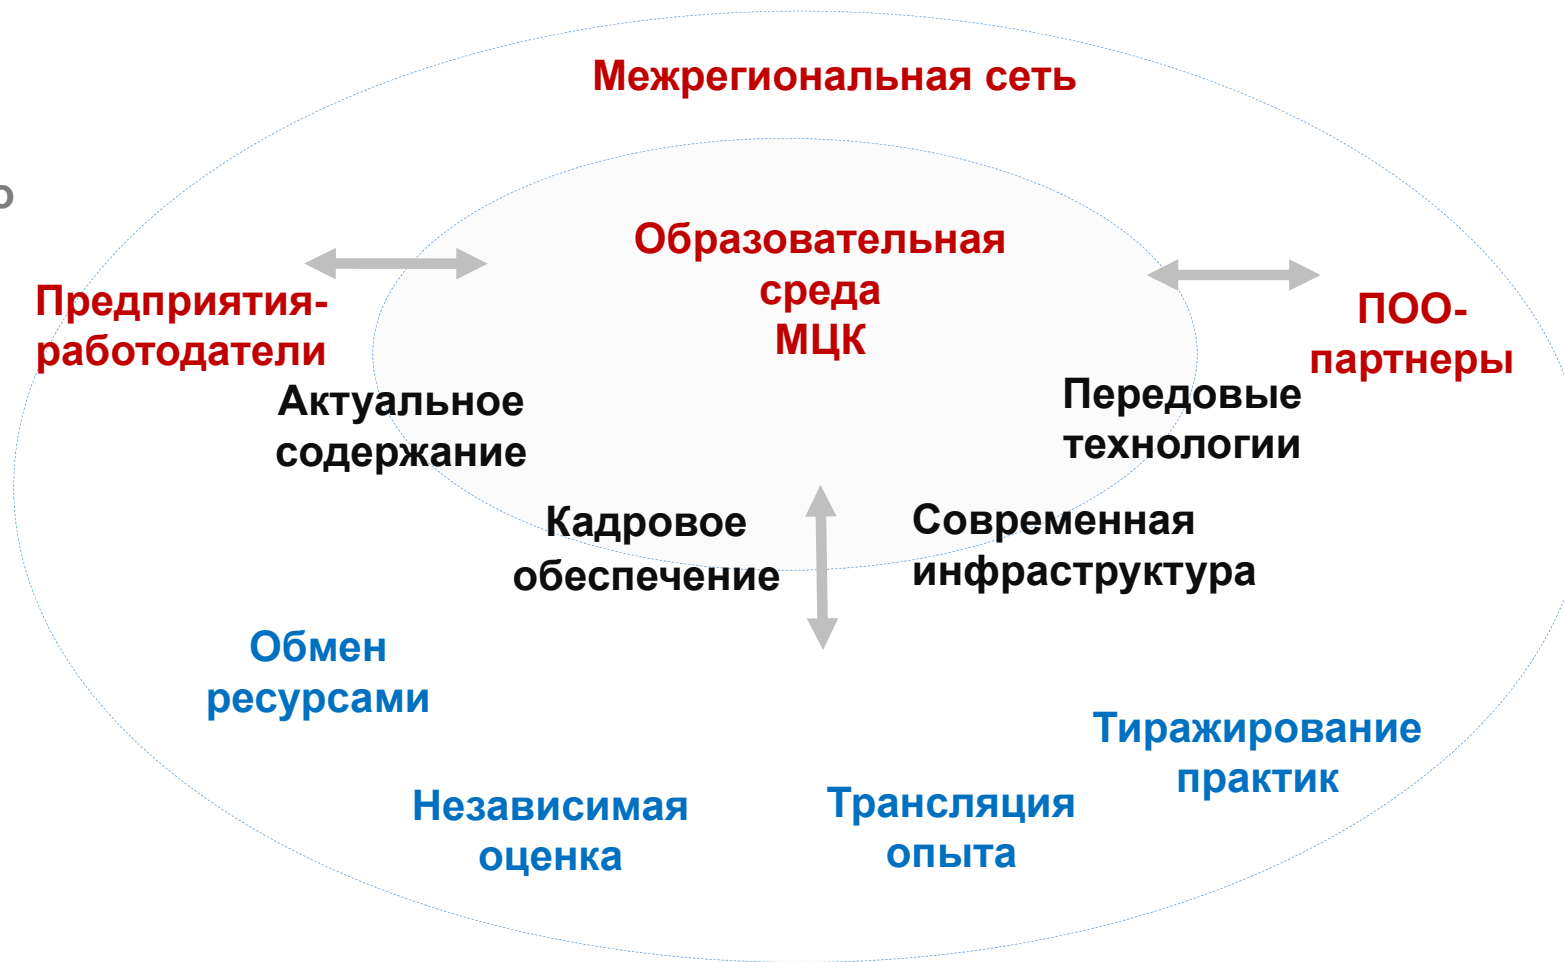 Межрегиональная сеть
Образовательная
среда
МЦК
Предприятия-
работодатели
ПОО-
партнеры
Актуальное
содержание
Передовые
технологии
Кадровое
обеспечение
Современная
инфраструктура
Обмен
ресурсами
Тиражирование
практик
Независимая
оценка
Трансляция
опыта